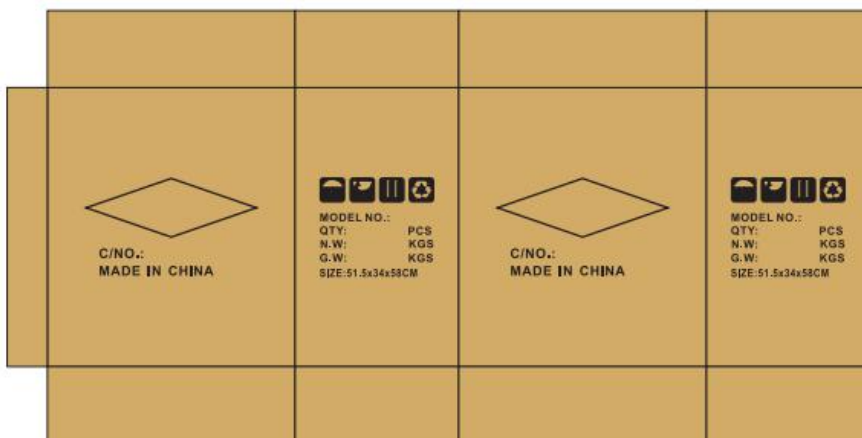 C/NO.:
MADE IN CHINA
MODEL NO.:
QTY: PCS
N.W: KGS
G.W: KGS
SIZE:51.5x34x58CM
C/NO.:
MADE IN CHINA
MODEL NO.:
QTY: PCS
N.W: KGS
G.W: KGS
SIZE:51.5x34x58CM